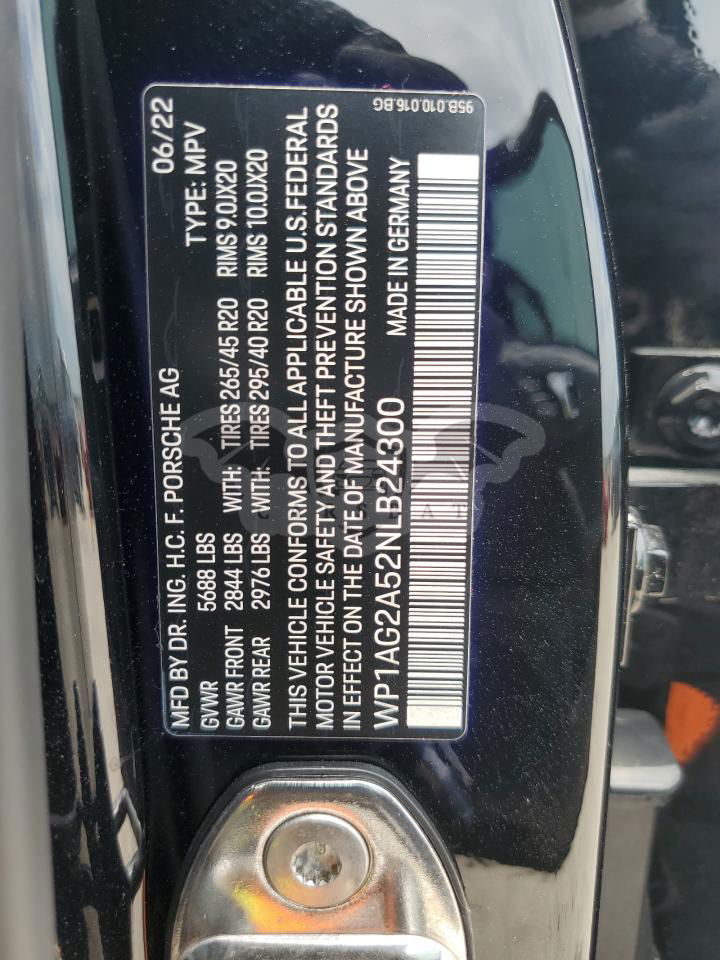 MFD BY DR. ING. H.C. F. PORSCHE AG 06/22
GVWR 5688 LBS TYPE: MPV
GAWR FRONT 2844 LBS WITH: TIRES 265/45 R20 RIMS 9.0JX20
GAWR REAR 2976 LBS WITH: TIRES 295/40 R20 RIMS 10.0JX20
THIS VEHICLE CONFORMS TO ALL APPLICABLE U.S.FEDERAL
MOTOR VEHICLE SAFETY AND THEFT PREVENTION STANDARDS
IN EFFECT ON THE DATE OF MANUFACTURE SHOWN ABOVE
WP1AG2A52NLB24300 MADE IN GERMANY
95B.010.016.BG